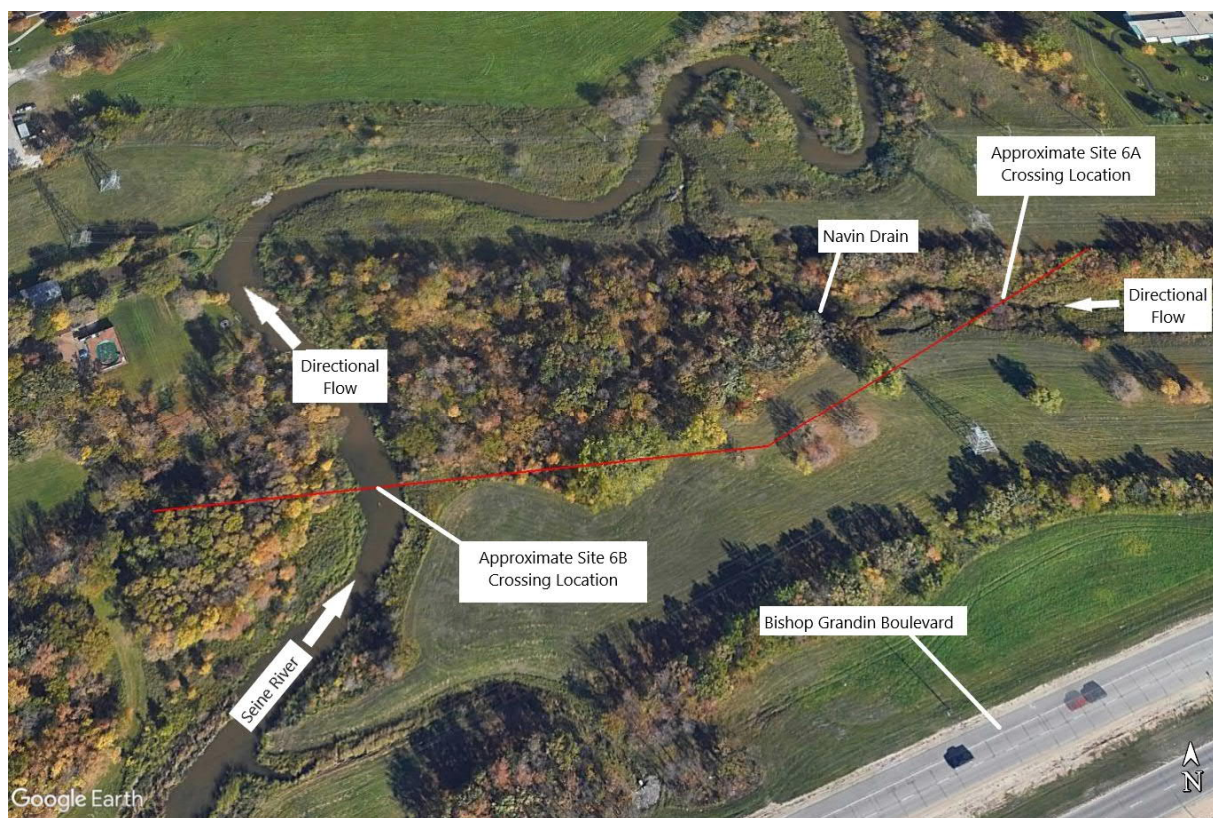 Approximate Site 6A
Crossing Location
Navin Drain
Directional
Flow
Directional
Flow
Approximate Site 6B
Crossing Location
Bishop Grandin Boulevard
Seine River
Google Earth
N